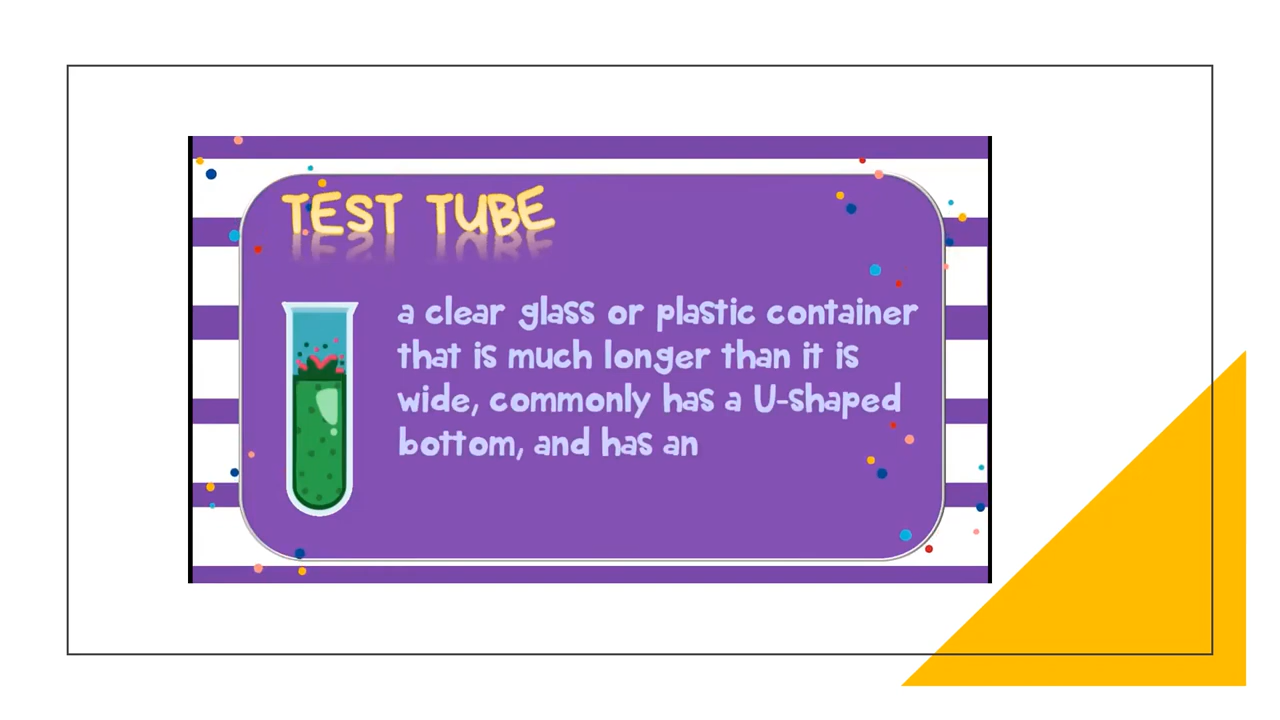 TEST TUBE
a clear glass or plastic container
that is much longer than it is
wide, commonly has a U-shaped
bottom, and has an